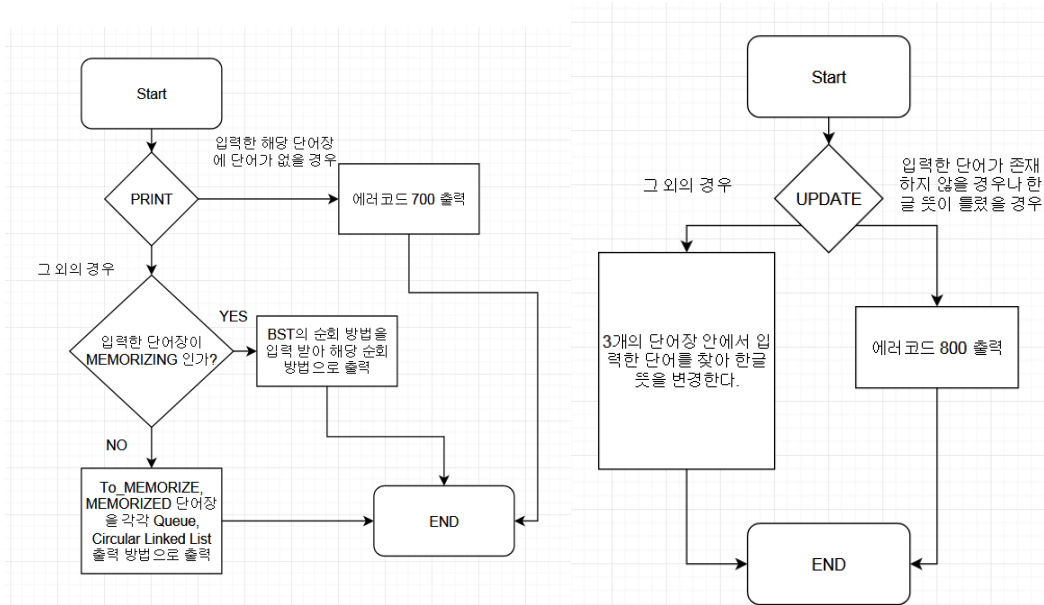 Start
입력한 해당 단어장
에 단어가 없을 경우
PRINT
에러코드 700 출력
그 외의 경우
입력한 단어장이
MEMORIZING 인가?
YES
BST의 순회 방법을
입력 받아 해당 순회
방법으로 출력
NO
To_MEMORIZE,
MEMORIZED 단어장
을 각각 Queue,
Circular Linked List
출력 방법으로 출력
END
Start
그 외의 경우
UPDATE
입력한 단어가 존재
하지 않을 경우나 한
글 뜻이 틀렸을 경우
3개의 단어장 안에서 입
력한 단어를 찾아 한글
뜻을 변경한다.
에러코드 800 출력
END